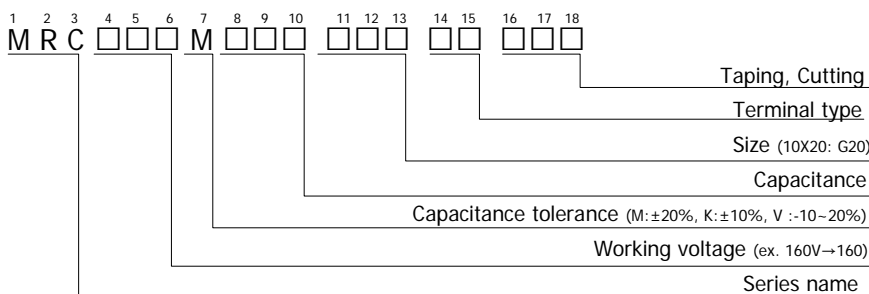 1 2 3 4 5 6 7 8 9 10 11 12 13 14 15 16 17 18
M R C □ □ □ M □ □ □ □ □ □ □ □ □ □ □
Taping, Cutting
Terminal type
Size (10X20: G20)
Capacitance
Capacitance tolerance (M:±20%, K:±10%, V :-10~20%)
Working voltage (ex. 160V→160)
Series name